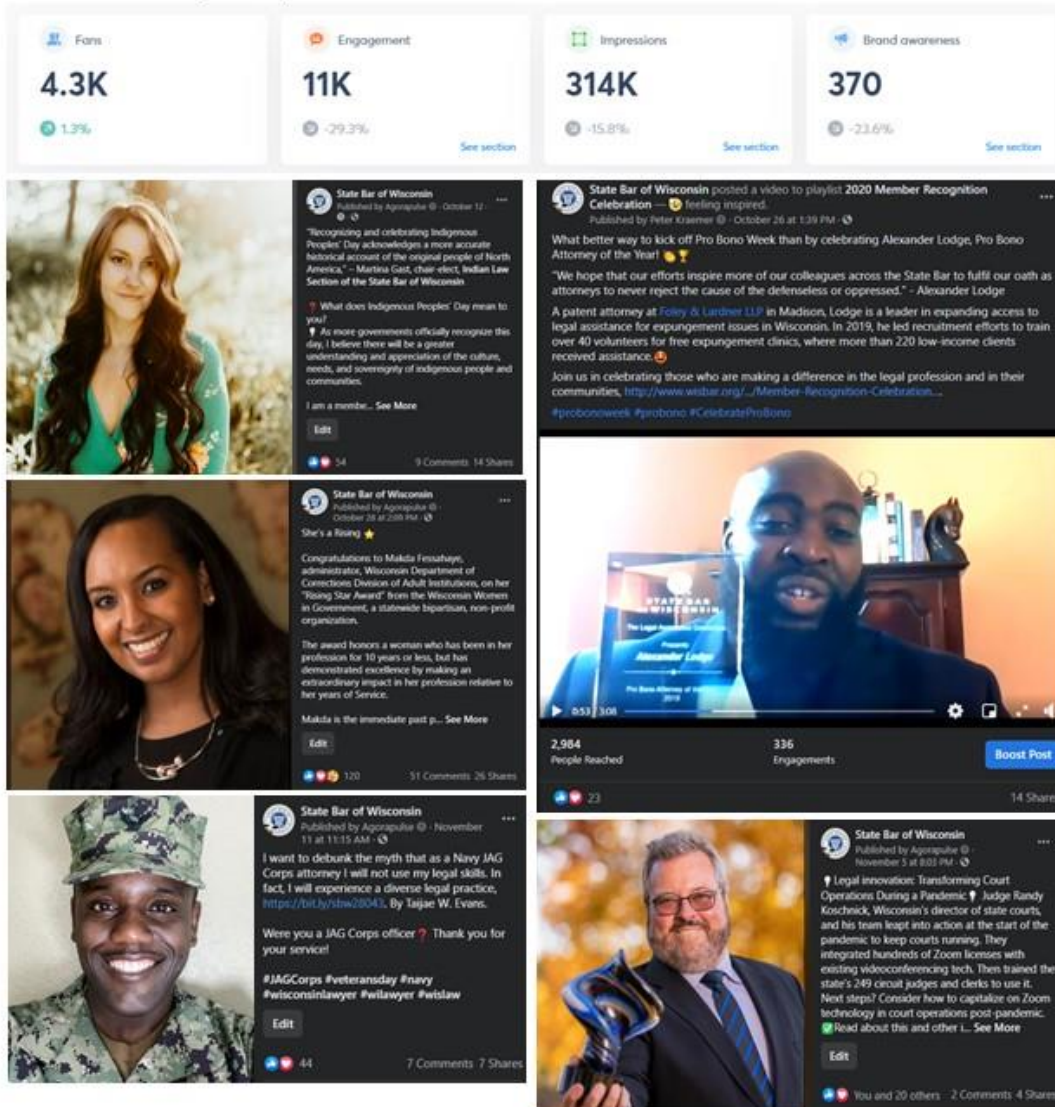 Fans
4.3K
1.3%
Engagement
11K
-29.3%
See section
Impressions
314K
-15.8%
See section
Brand awareness
370
-23.6%
See section
State Bar of Wisconsin
Published by Agorapulse · October 12 ·
"Recognizing and celebrating Indigenous
Peoples' Day acknowledges a more accurate
historical account of the original people of North
America," – Martina Gast, chair-elect, Indian Law
Section of the State Bar of Wisconsin
❓ What does Indigenous Peoples' Day mean to
you?
As more governments officially recognize this
day, I believe there will be a greater
understanding and appreciation of the culture,
needs, and sovereignty of indigenous people and
communities.
I am a membe... See More
Edit
54
9 Comments 14 Shares
State Bar of Wisconsin
Published by Agorapulse ·
October 28 at 2:09 PM ·
She's a Rising ⭐
Congratulations to Makda Fessahaye,
administrator, Wisconsin Department of
Corrections Division of Adult Institutions, on her
"Rising Star Award" from the Wisconsin Women
in Government, a statewide bipartisan, non-profit
organization.
The award honors a woman who has been in her
profession for 10 years or less, but has
demonstrated excellence by making an
extraordinary impact in her profession relative to
her years of Service.
Makda is the immediate past p... See More
Edit
120
51 Comments 26 Shares
State Bar of Wisconsin
Published by Agorapulse · November
11 at 11:15 AM ·
I want to debunk the myth that as a Navy JAG
Corps attorney I will not use my legal skills. In
fact, I will experience a diverse legal practice,
https://bit.ly/sbw28043. By Taijae W. Evans.
Were you a JAG Corps officer❓ Thank you for
your service!
#JAGCorps #veteransday #navy
#wisconsinlawyer #wilawyer #wislaw
Edit
44
7 Comments 7 Shares
State Bar of Wisconsin posted a video to playlist 2020 Member Recognition
Celebration — feeling inspired.
Published by Peter Kraemer · October 26 at 1:39 PM ·
What better way to kick off Pro Bono Week than by celebrating Alexander Lodge, Pro Bono
Attorney of the Year! 👏🏆
"We hope that our efforts inspire more of our colleagues across the State Bar to fulfil our oath as
attorneys to never reject the cause of the defenseless or oppressed." - Alexander Lodge
A patent attorney at Foley & Lardner LLP in Madison, Lodge is a leader in expanding access to
legal assistance for expungement issues in Wisconsin. In 2019, he led recruitment efforts to train
over 40 volunteers for free expungement clinics, where more than 220 low-income clients
received assistance.
Join us in celebrating those who are making a difference in the legal profession and in their
communities, http://www.wisbar.org/.../Member-Recognition-Celebration....
#probonoweek #probono #CelebrateProBono
STATE BAR
OF WISCONSIN
Alexander Lodge
2019
0:53 / 3:08
2,984
People Reached
336
Engagements
Boost Post
23
14 Share
State Bar of Wisconsin
Published by Agorapulse ·
November 5 at 8:03 PM ·
Legal innovation: Transforming Court
Operations During a Pandemic Judge Randy
Koschnick, Wisconsin's director of state courts,
and his team leapt into action at the start of the
pandemic to keep courts running. They
integrated hundreds of Zoom licenses with
existing videoconferencing tech. Then trained the
state's 249 circuit judges and clerks to use it.
Next steps? Consider how to capitalize on Zoom
technology in court operations post-pandemic.
✅Read about this and other i... See More
Edit
You and 20 others
2 Comments 4 Shares